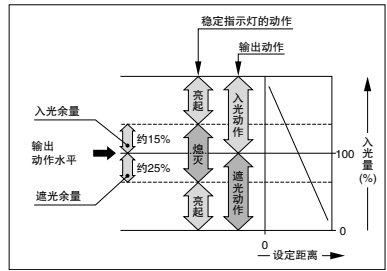 稳定指示灯的动作
输出动作
亮起
熄灭
亮起
入光动作
遮光动作
入光余量
约15%
输出
动作水平
约25%
遮光余量
100
入光量
(%)
0
0
设定距离